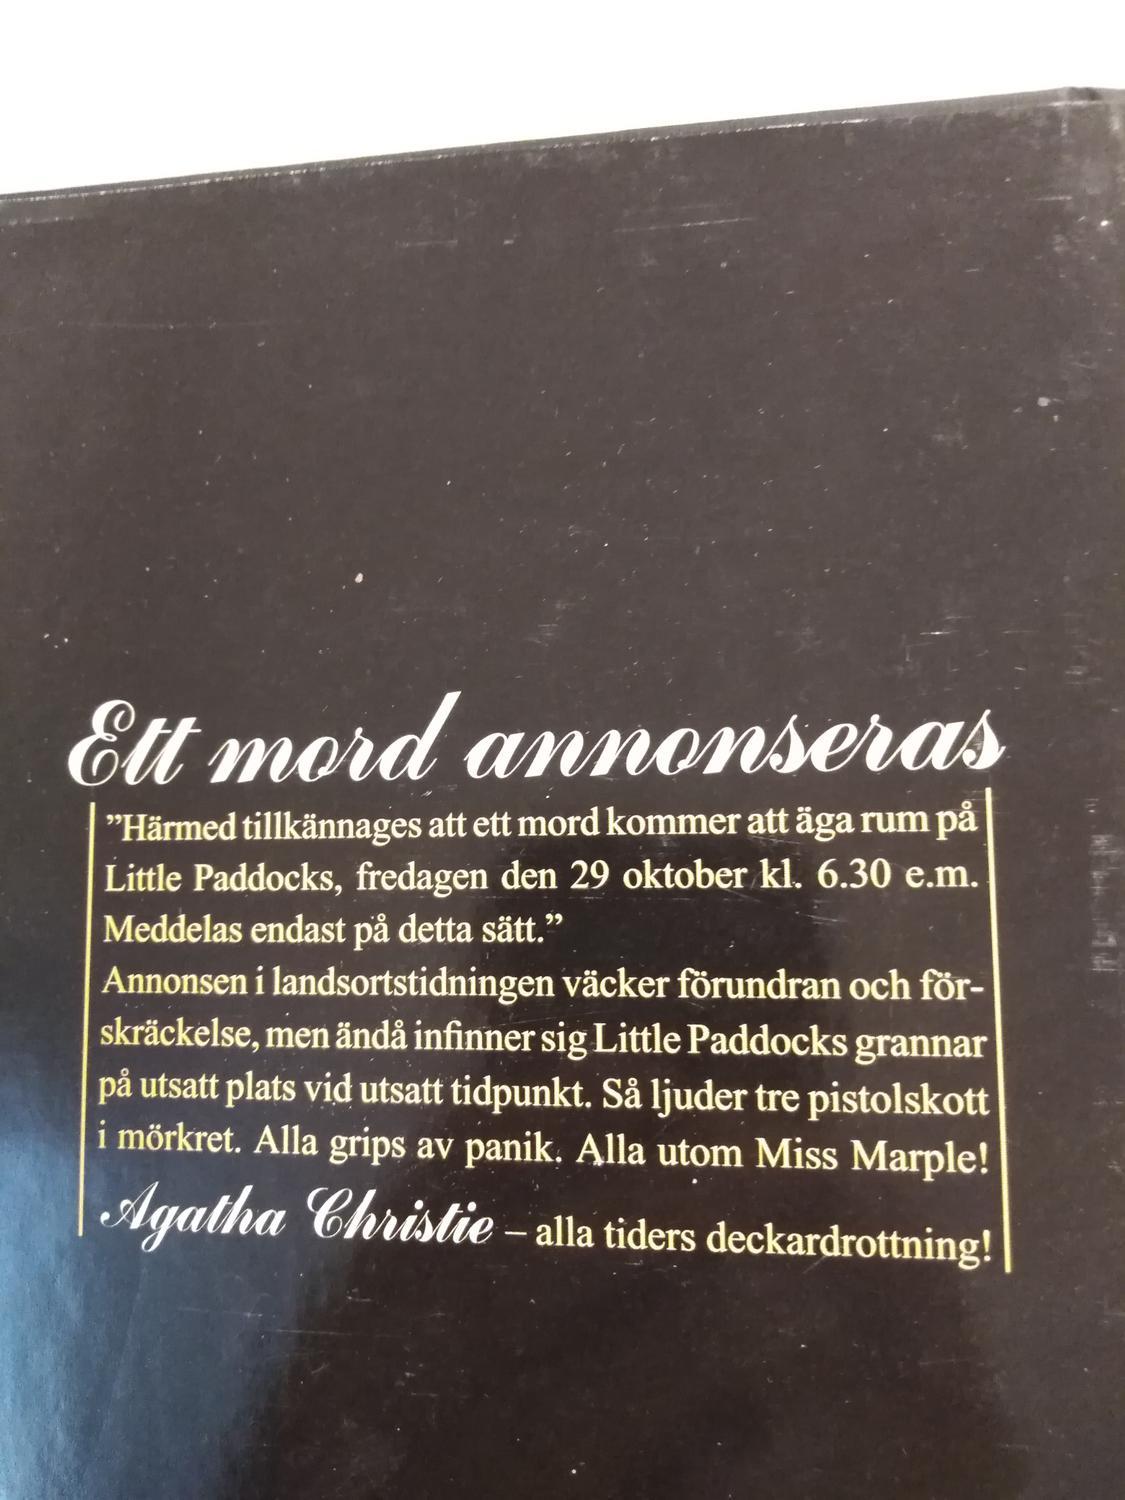 Ett mord annonseras
”Härmed tillkännages att ett mord kommer att äga rum på
Little Paddocks, fredagen den 29 oktober kl. 6.30 e.m.
Meddelas endast på detta sätt.”
Annonsen i landsortstidningen väcker förundran och för-
skräckelse, men ändå infinner sig Little Paddocks grannar
på utsatt plats vid utsatt tidpunkt. Så ljuder tre pistolskott
i mörkret. Alla grips av panik. Alla utom Miss Marple!
Agatha Christie – alla tiders deckardrottning!